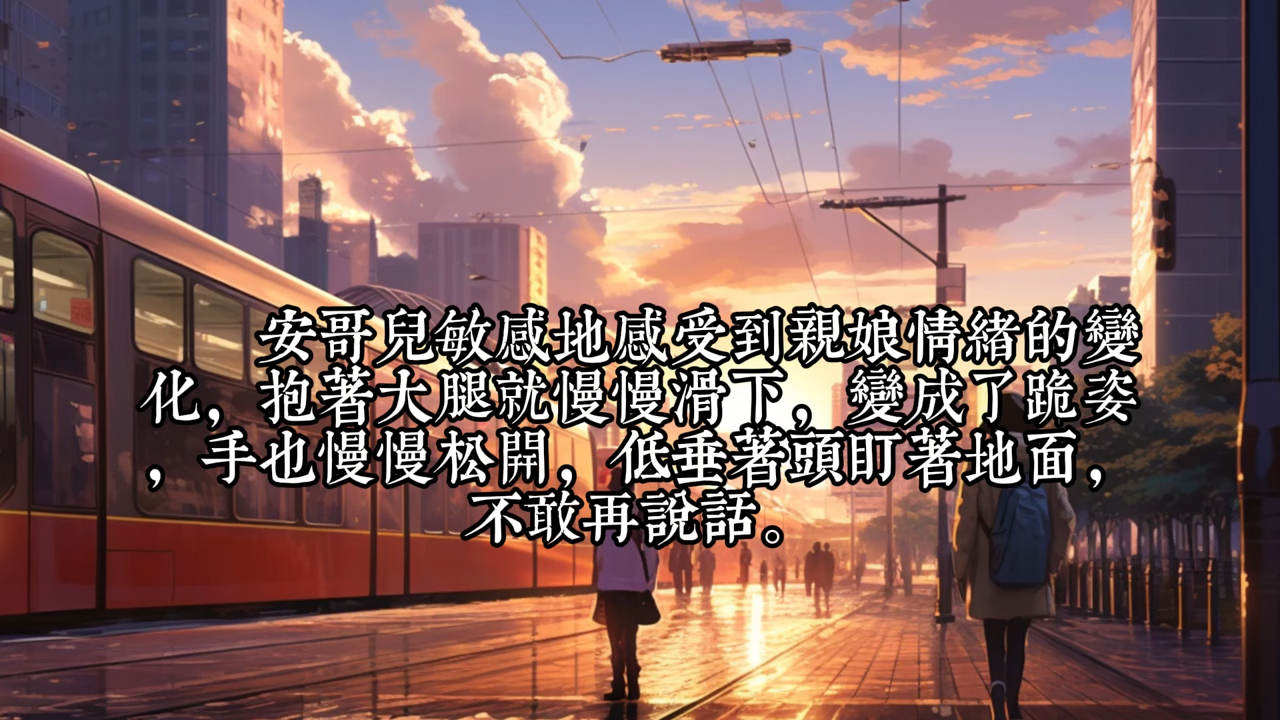 安哥兒敏感地感受到親娘情緒的變
化，抱著大腿就慢慢滑下，變成了跪姿
，手也慢慢松開，低垂著頭盯著地面，
不敢再說話。